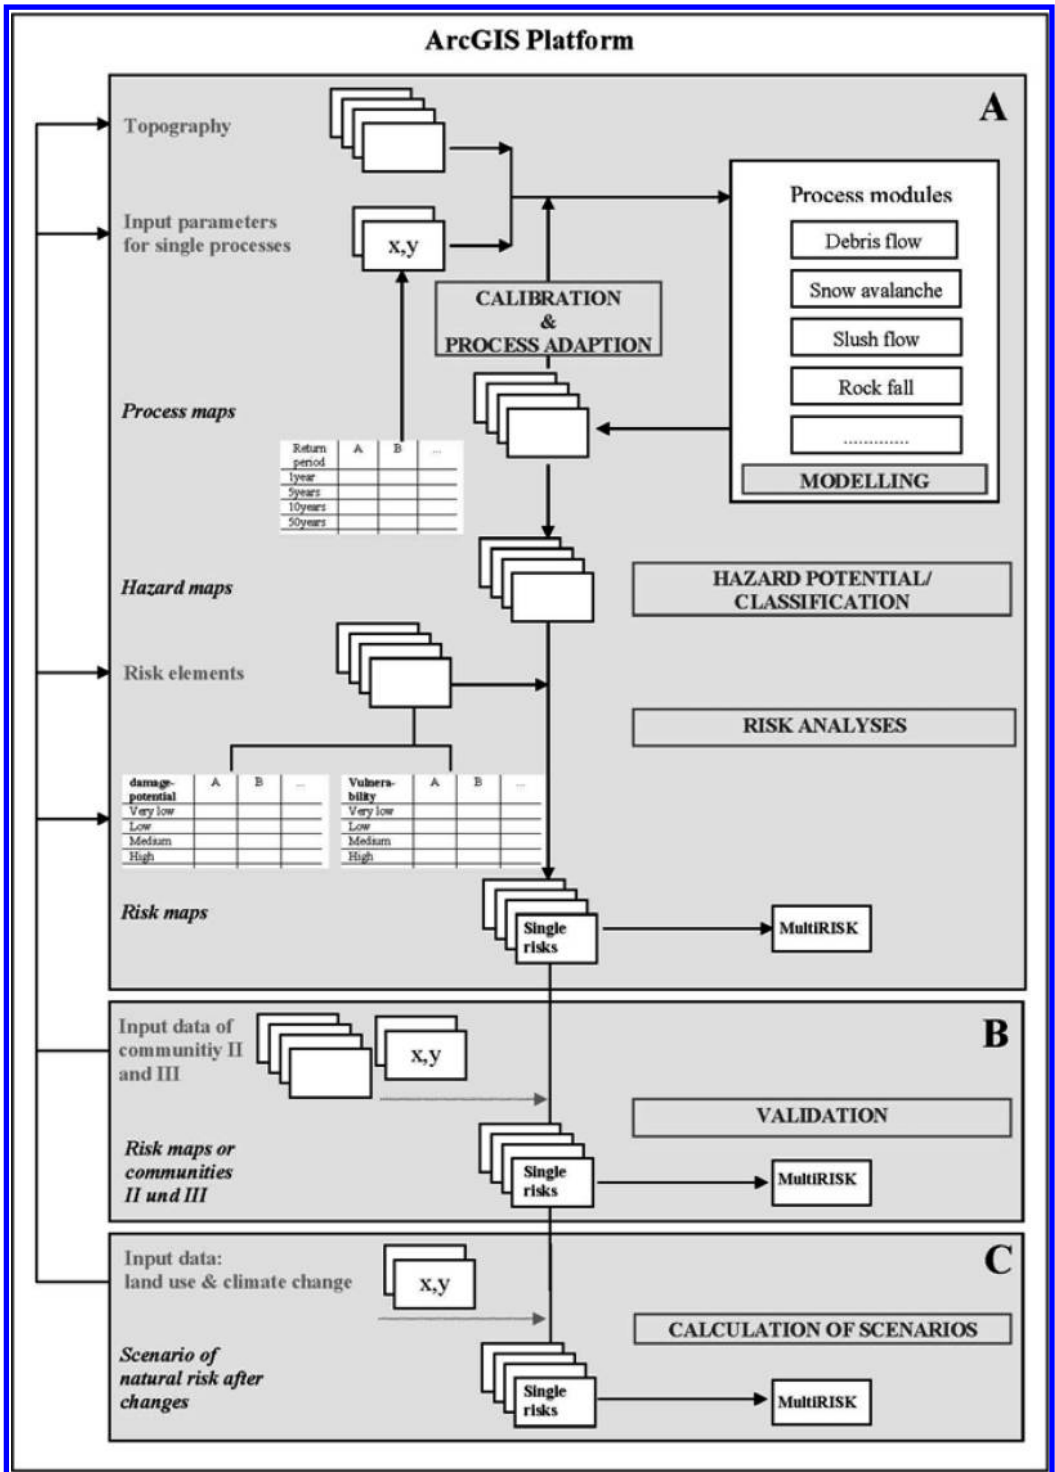 ArcGIS Platform
A
Topography
Input parameters
for single processes
x,y
Process modules
Debris flow
Snow avalanche
Slush flow
Rock fall
.............
MODELLING
CALIBRATION
&
PROCESS ADAPTION
Process maps
Return period A B ...
1year
5years
10years
50years
Hazard maps
HAZARD POTENTIAL/
CLASSIFICATION
Risk elements
RISK ANALYSES
damage-potential A B ...
Very low
Low
Medium
High
Vulnera-bility A B ...
Very low
Low
Medium
High
Risk maps
Single
risks
MultiRISK
B
Input data of
communitiy II
and III
x,y
VALIDATION
Risk maps or
communities
II und III
Single
risks
MultiRISK
C
Input data:
land use & climate change
x,y
CALCULATION OF SCENARIOS
Scenario of
natural risk after
changes
Single
risks
MultiRISK